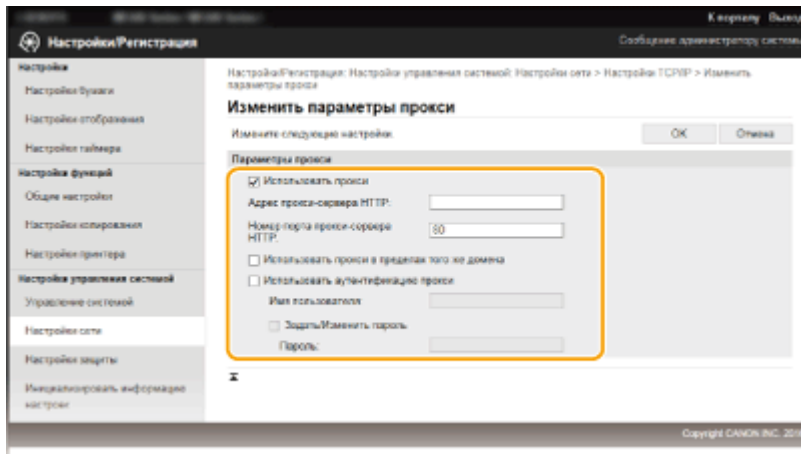 К порталу Выход
Настройки/Регистрация
Сообщение администратору системы
Настройки
Настройки бумаги
Настройки отображения
Настройки таймера
Настройки функций
Общие настройки
Настройки копирования
Настройки принтера
Настройки управления системой
Управление системой
Настройки сети
Настройки защиты
Инициализировать информацию
настроек
Настройки/Регистрация: Настройки управления системой: Настройки сети > Настройки TCP/IP > Изменить
параметры прокси
Изменить параметры прокси
Измените следующие настройки.
OK Отмена
Параметры прокси
Использовать прокси
Адрес прокси-сервера HTTP:
Номер порта прокси-сервера
HTTP:
80
Использовать прокси в пределах того же домена
Использовать аутентификацию прокси
Имя пользователя
Задать/Изменить пароль
Пароль:
Copyright CANON INC.